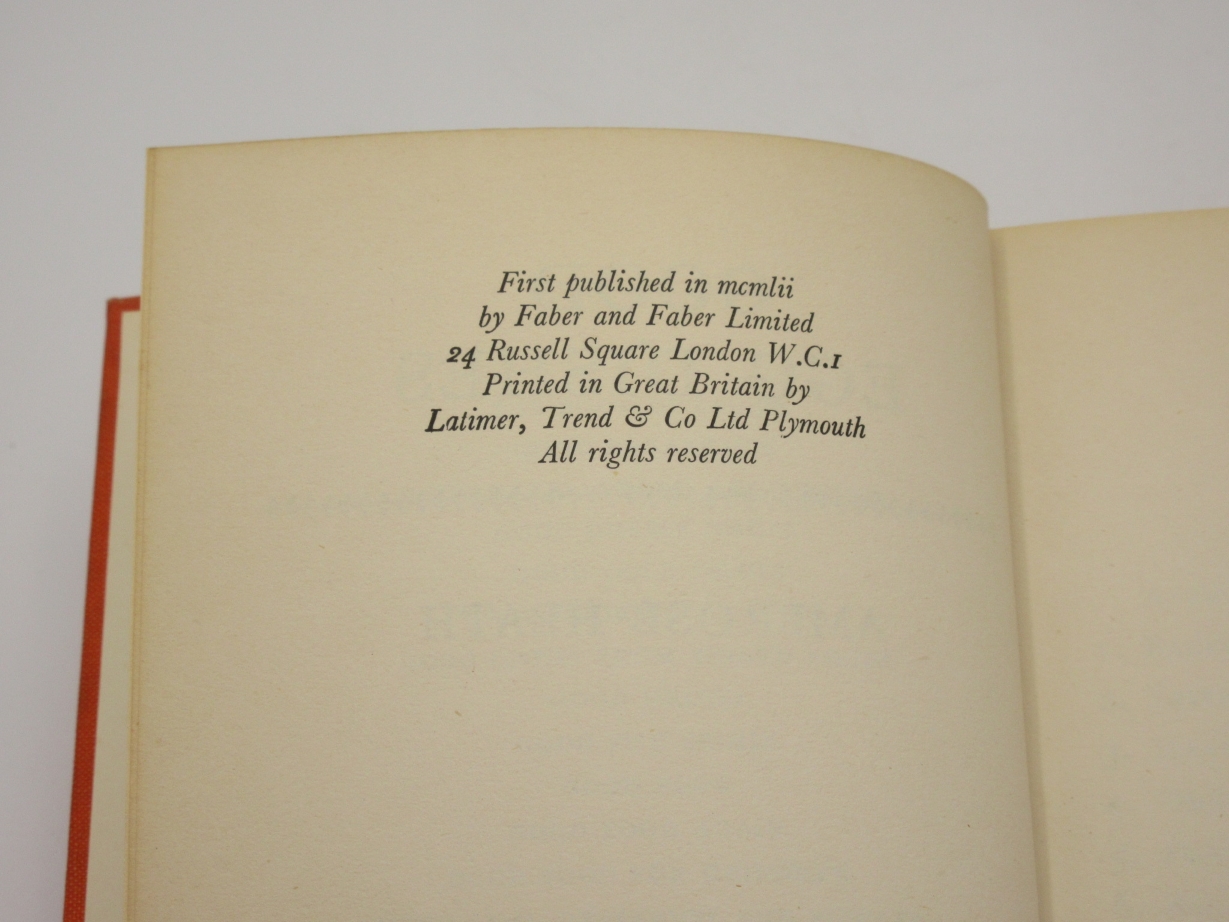 First published in mcmlii
by Faber and Faber Limited
24 Russell Square London W.C.1
Printed in Great Britain by
Latimer, Trend & Co Ltd Plymouth
All rights reserved